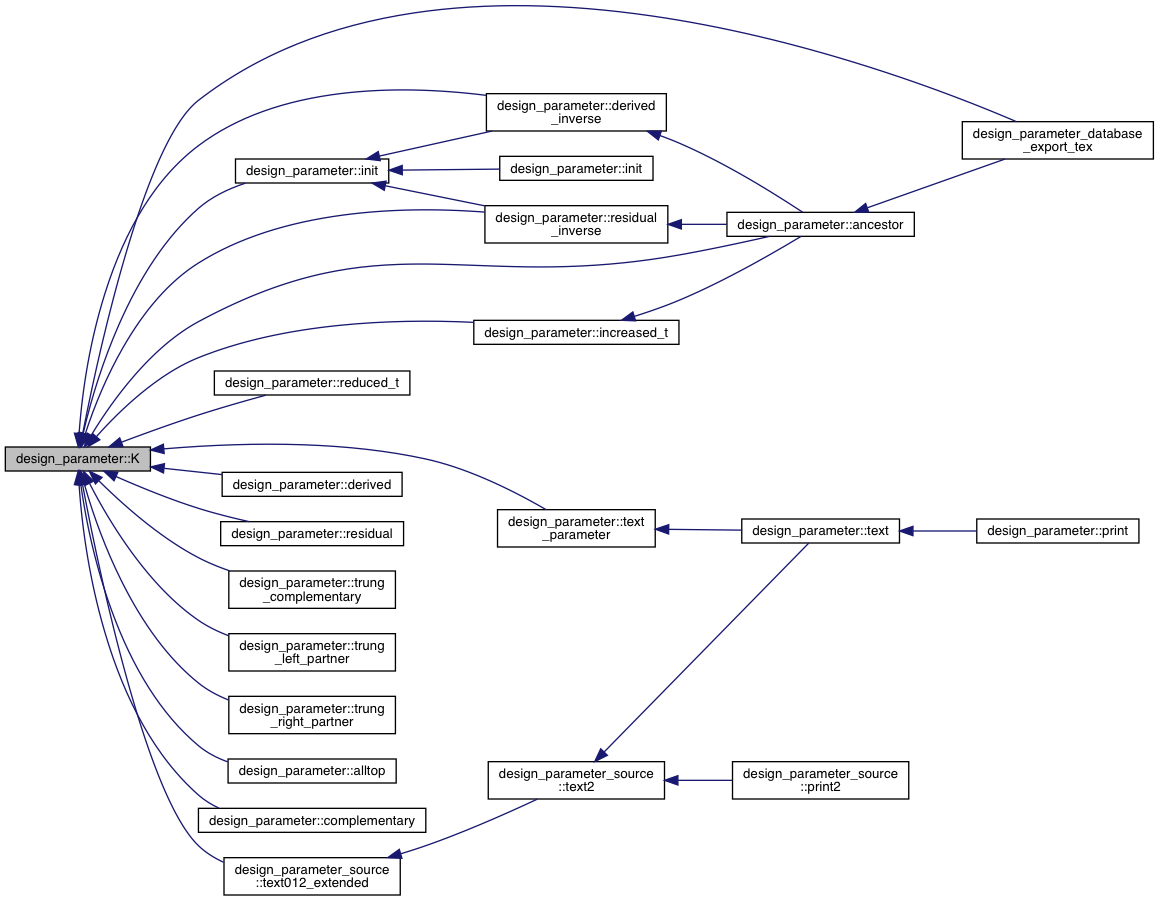 design_parameter::derived
_inverse
design_parameter_database
_export_tex
design_parameter::init
design_parameter::init
design_parameter::residual
_inverse
design_parameter::ancestor
design_parameter::increased_t
design_parameter::reduced_t
design_parameter::K
design_parameter::derived
design_parameter::text
_parameter
design_parameter::residual
design_parameter::text
design_parameter::print
design_parameter::trung
_complementary
design_parameter::trung
_left_partner
design_parameter::trung
_right_partner
design_parameter::alltop
design_parameter_source
::text2
design_parameter_source
::print2
design_parameter::complementary
design_parameter_source
::text012_extended